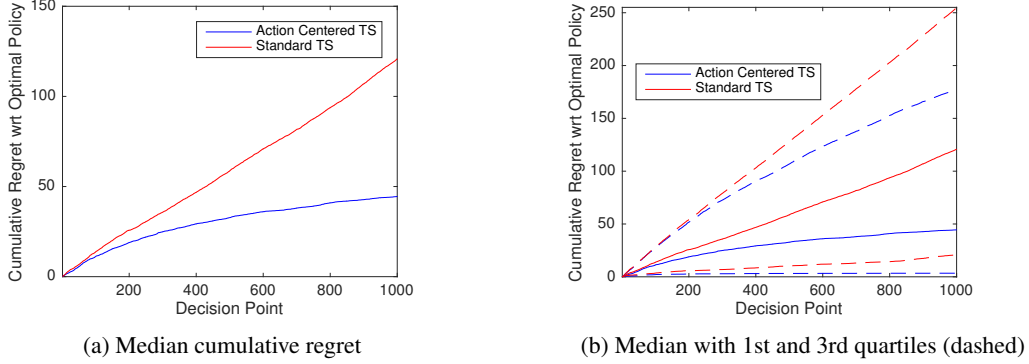 Cumulative Regret wrt Optimal Policy
150
100
50
0
Action Centered TS
Standard TS
200 400 600 800 1000
Decision Point
(a) Median cumulative regret
Cumulative Regret wrt Optimal Policy
250
200
150
100
50
0
Action Centered TS
Standard TS
200 400 600 800 1000
Decision Point
(b) Median with 1st and 3rd quartiles (dashed)